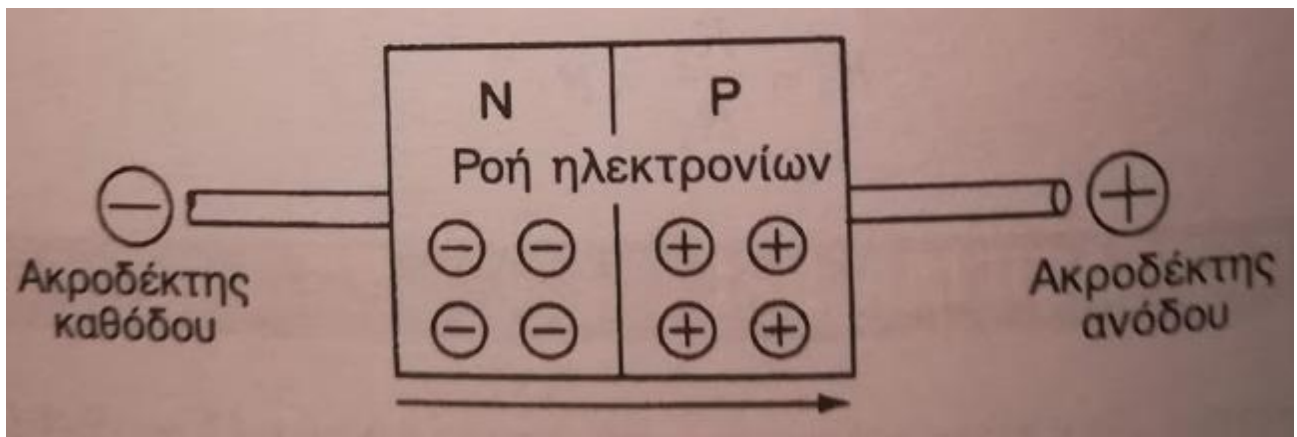 N P
Ροή ηλεκτρονίων
− +
− − + +
Ακροδέκτης
καθόδου
− − + +
Ακροδέκτης
ανόδου